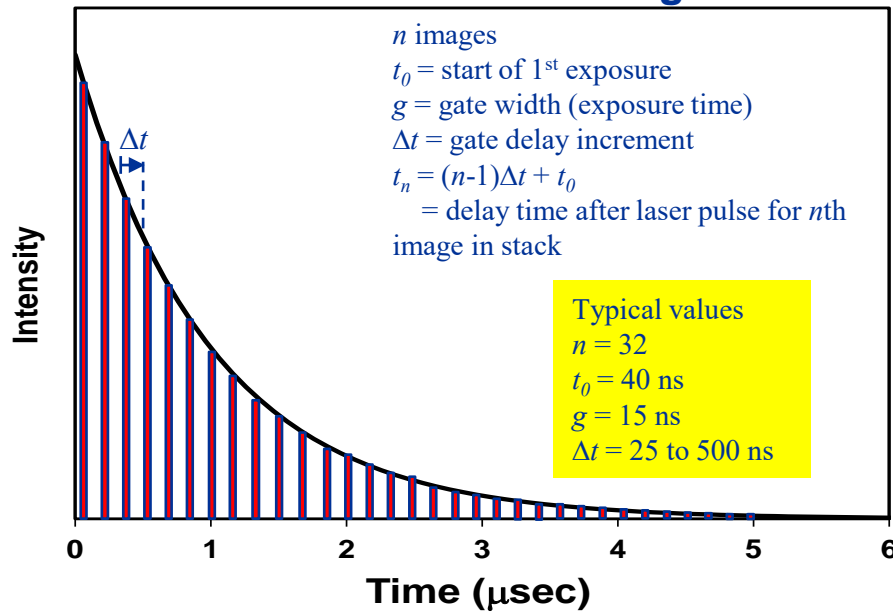 n images
t₀ = start of 1ˢᵗ exposure
g = gate width (exposure time)
Δt = gate delay increment
tₙ = (n-1)Δt + t₀
= delay time after laser pulse for nth
image in stack
Δt
Typical values
n = 32
t₀ = 40 ns
g = 15 ns
Δt = 25 to 500 ns
Intensity
0 1 2 3 4 5 6
Time (μsec)